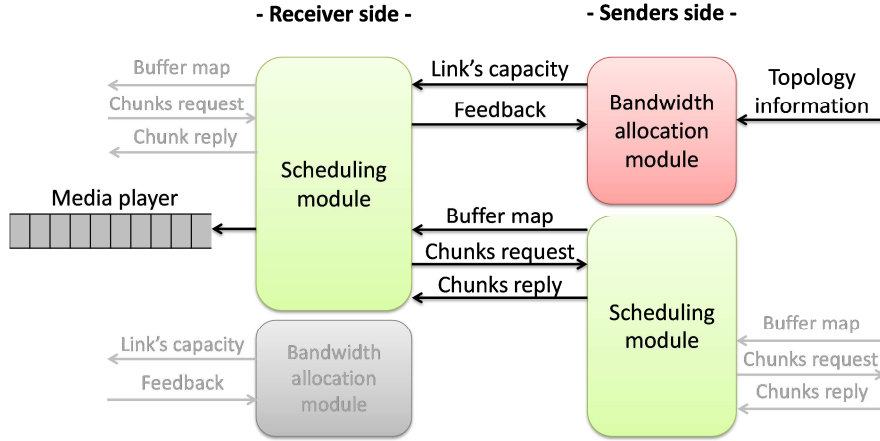 - Receiver side -
- Senders side -
Buffer map
Chunks request
Chunk reply
Media player
Scheduling
module
Link's capacity
Feedback
Bandwidth
allocation
module
Topology
information
Buffer map
Chunks request
Chunks reply
Scheduling
module
Link's capacity
Feedback
Bandwidth
allocation
module
Buffer map
Chunks request
Chunks reply